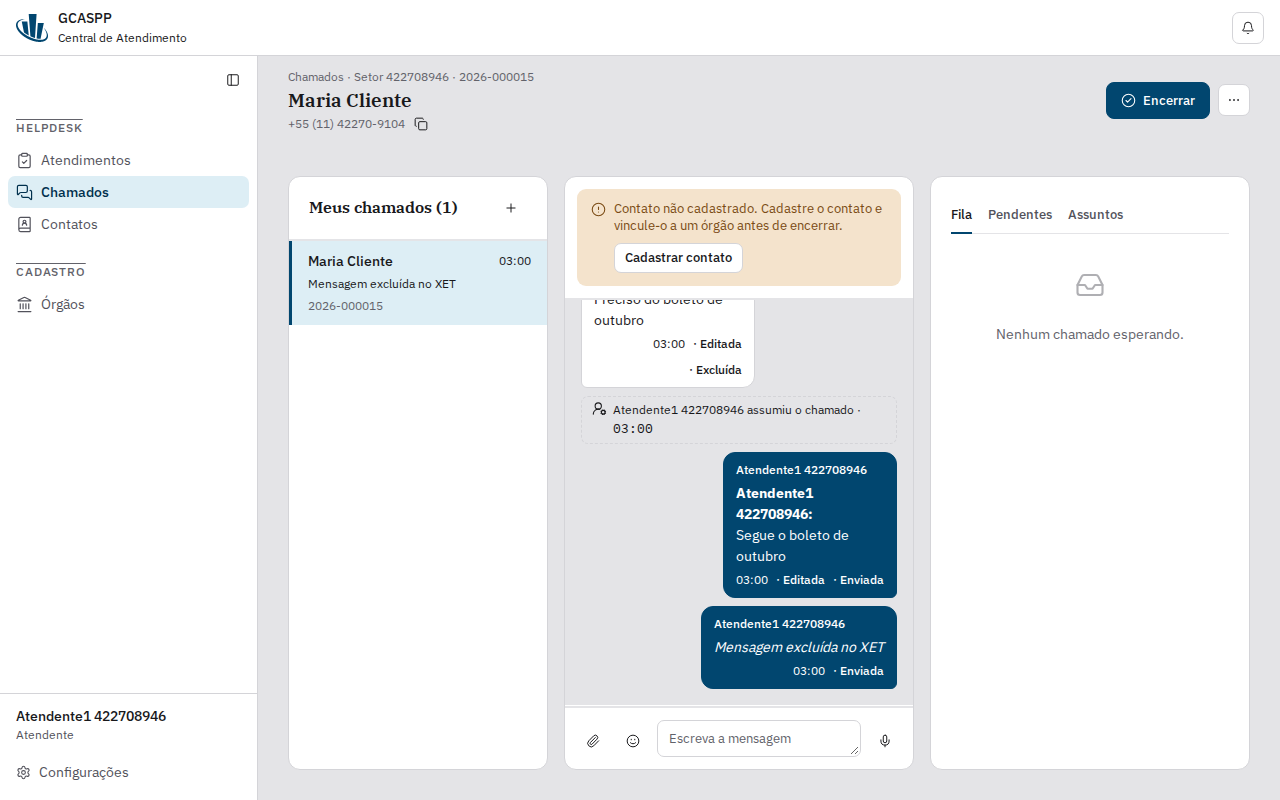 GCASPP
Central de Atendimento
HELPDESK
Atendimentos
Chamados
Contatos
CADASTRO
Órgãos
Atendente1 422708946
Atendente
Configurações
Chamados · Setor 422708946 · 2026-000015
Maria Cliente
+55 (11) 42270-9104
Encerrar
Meus chamados (1)
Maria Cliente 03:00
Mensagem excluída no XET
2026-000015
Contato não cadastrado. Cadastre o contato e
vincule-o a um órgão antes de encerrar.
Cadastrar contato
Preciso do boleto de
outubro
03:00 · Editada
· Excluída
Atendente1 422708946 assumiu o chamado ·
03:00
Atendente1 422708946
Atendente1
422708946:
Segue o boleto de
outubro
03:00 · Editada · Enviada
Atendente1 422708946
Mensagem excluída no XET
03:00 · Enviada
Escreva a mensagem
Fila Pendentes Assuntos
Nenhum chamado esperando.